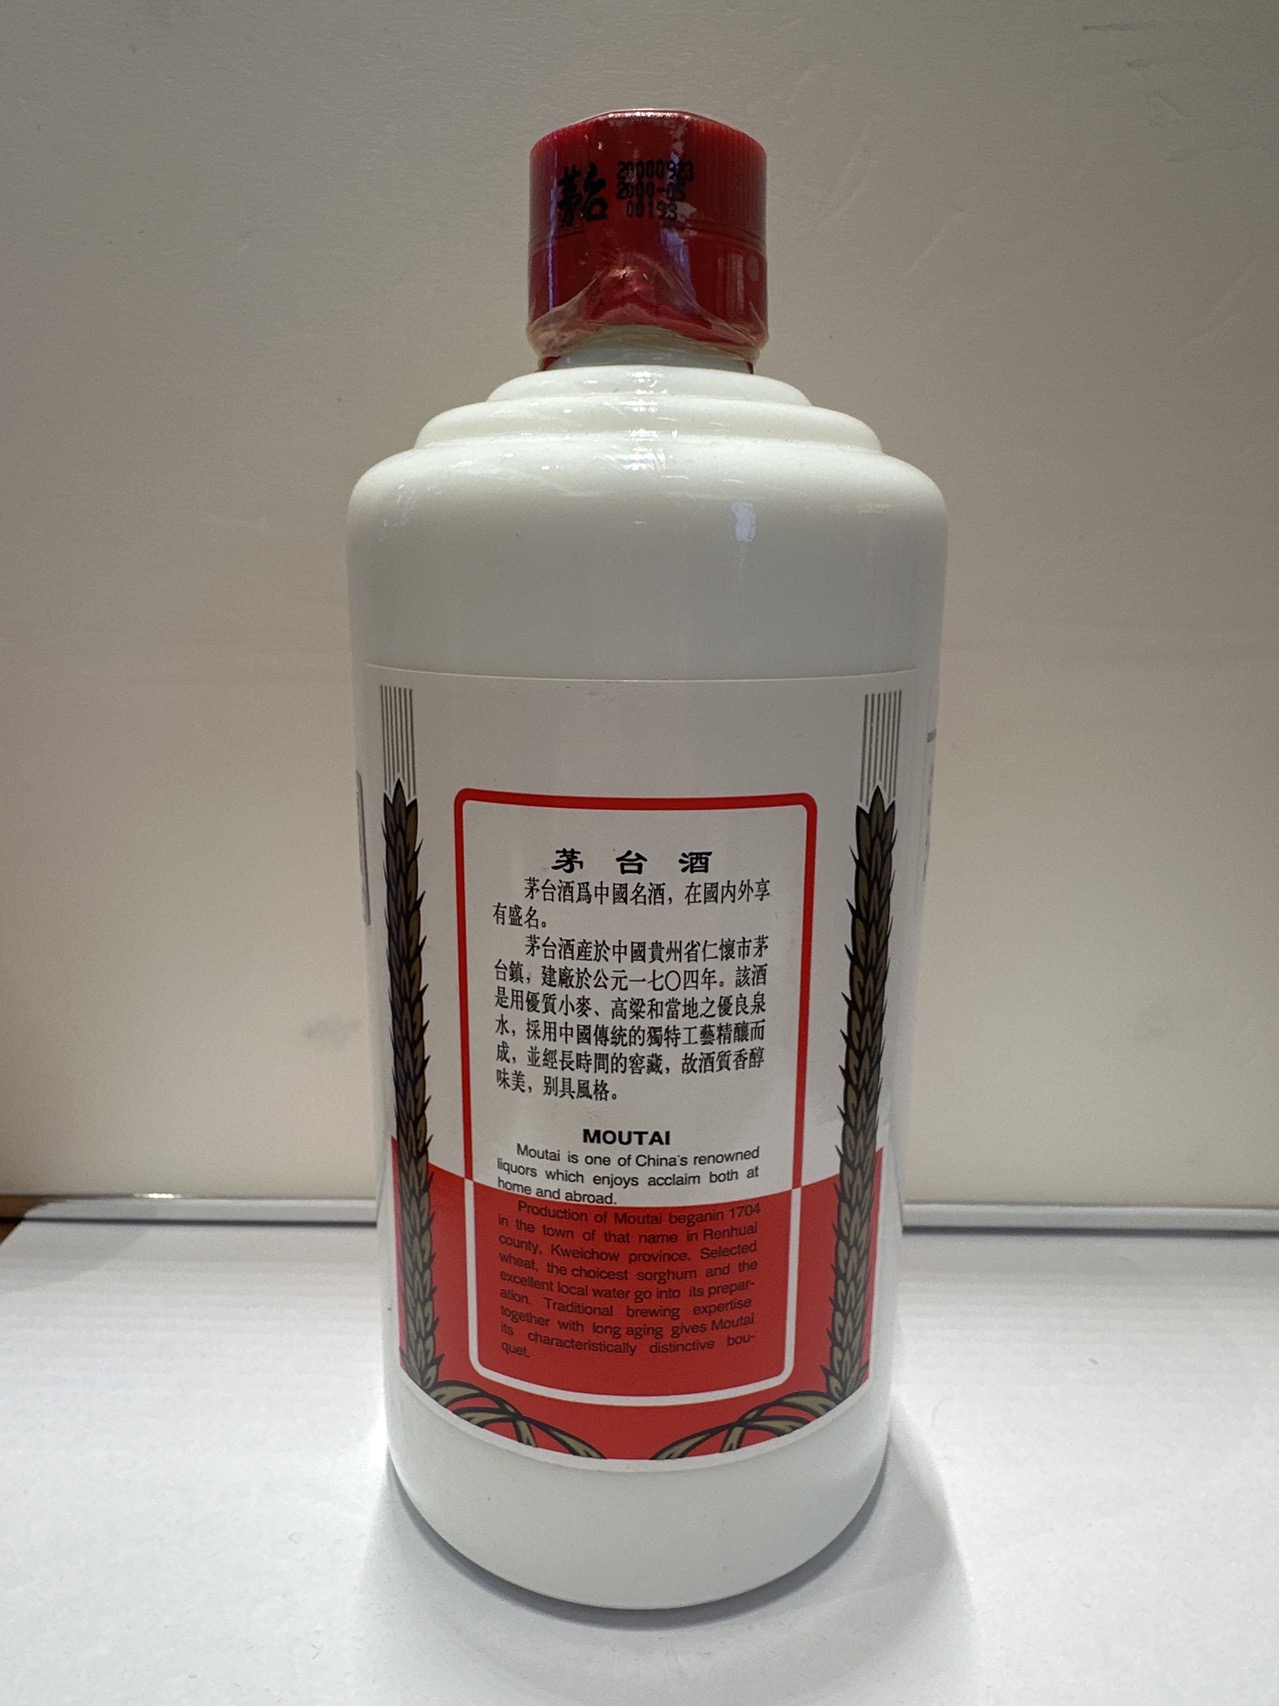 茅台
20000923
2000-05
00193
茅台酒
茅台酒爲中國名酒，在國内外享
有盛名。
茅台酒産於中國貴州省仁懷市茅
台鎮，建廠於公元一七〇四年。該酒
是用優質小麥、高粱和當地之優良泉
水，採用中國傳統的獨特工藝精釀而
成，並經長時間的窖藏，故酒質香醇
味美，别具風格。
MOUTAI
Moutai is one of China's renowned
liquors which enjoys acclaim both at
home and abroad.
Production of Moutai beganin 1704
in the town of that name in Renhuai
county, Kweichow province. Selected
wheat, the choicest sorghum and the
excellent local water go into its prepar-
ation. Traditional brewing expertise
together with long aging gives Moutai
its characteristically distinctive bou-
quet.